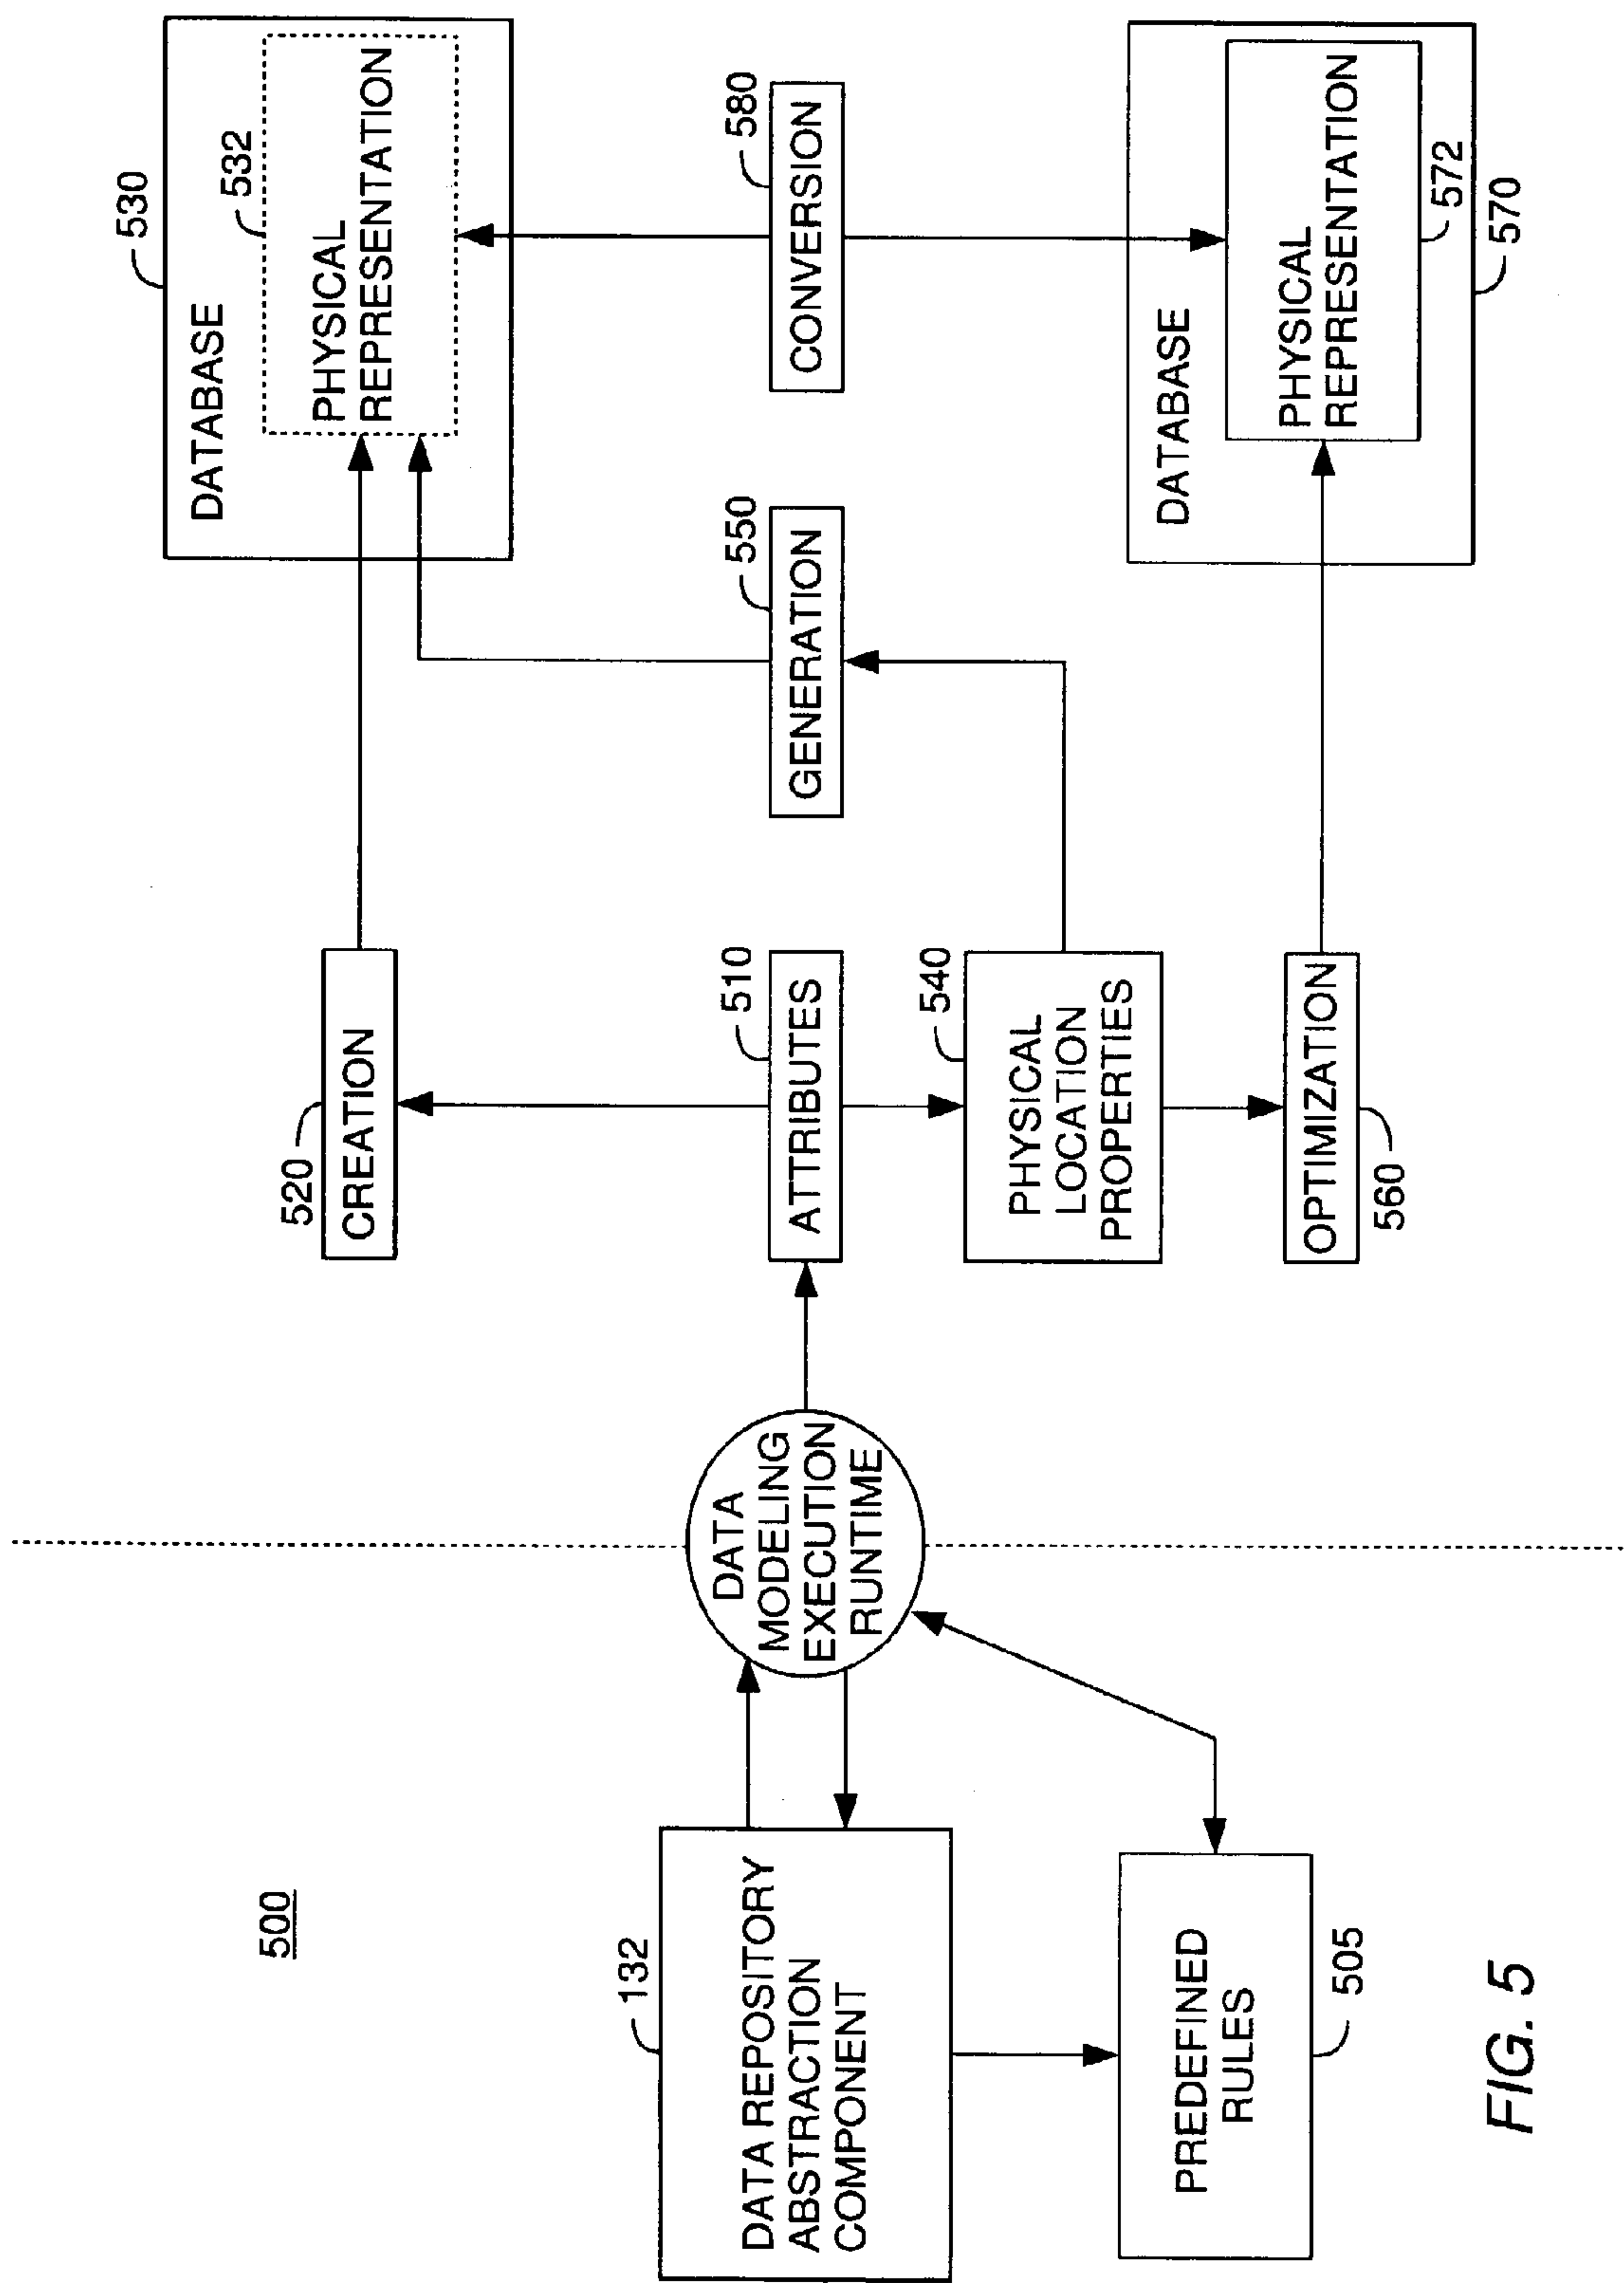 500
132
DATA REPOSITORY
ABSTRACTION
COMPONENT
PREDEFINED
RULES
505
DATA
MODELING
EXECUTION
RUNTIME
520
CREATION
510
ATTRIBUTES
540
PHYSICAL
LOCATION
PROPERTIES
OPTIMIZATION
560
550
GENERATION
530
DATABASE
532
PHYSICAL
REPRESENTATION
580
CONVERSION
DATABASE
PHYSICAL
REPRESENTATION
572
570
FIG. 5